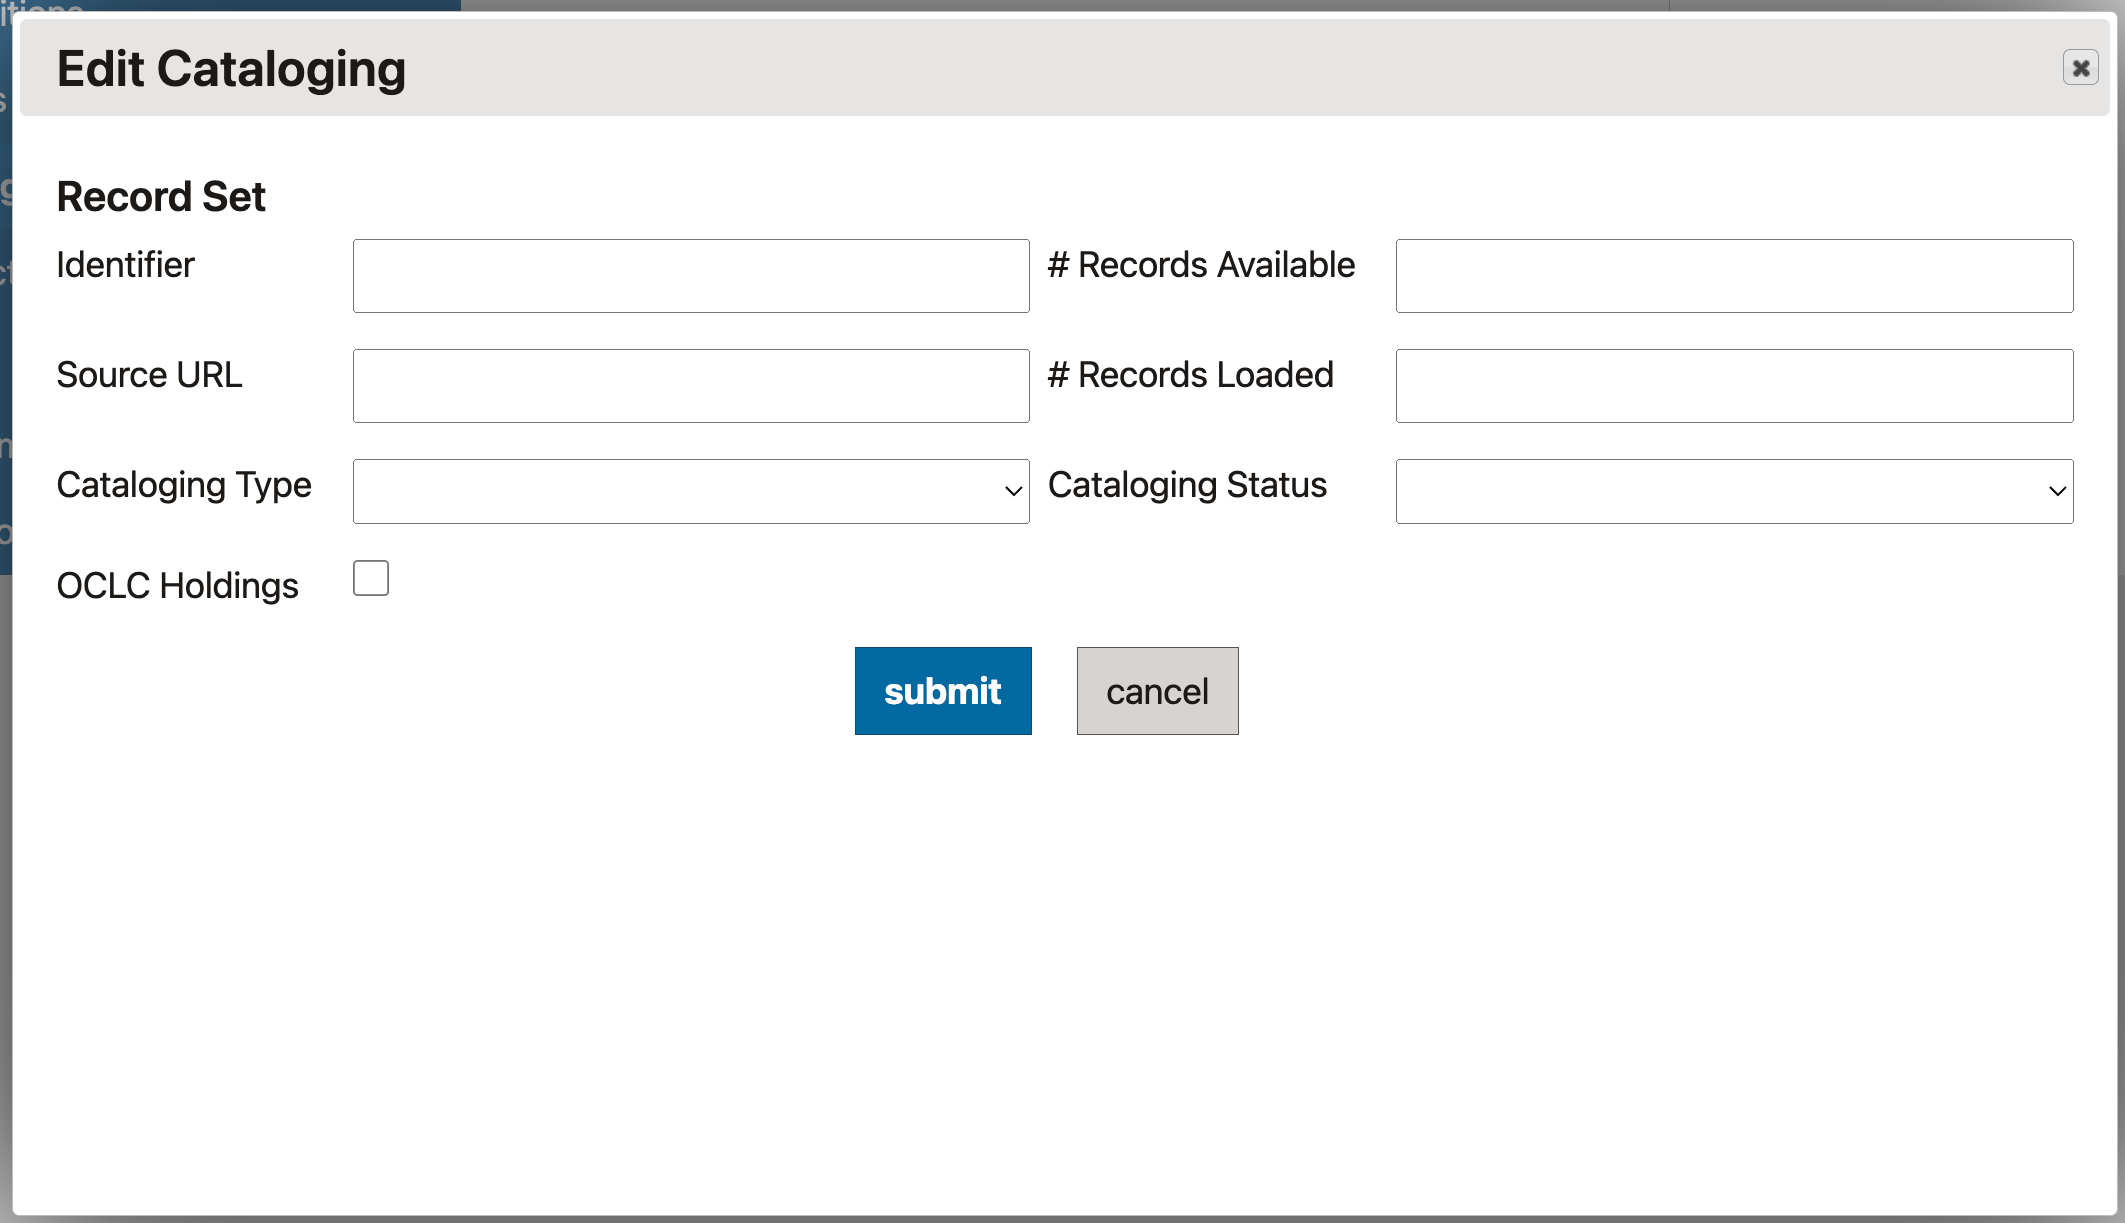 Edit Cataloging
Record Set
Identifier
# Records Available
Source URL
# Records Loaded
Cataloging Type
Cataloging Status
OCLC Holdings
submit
cancel